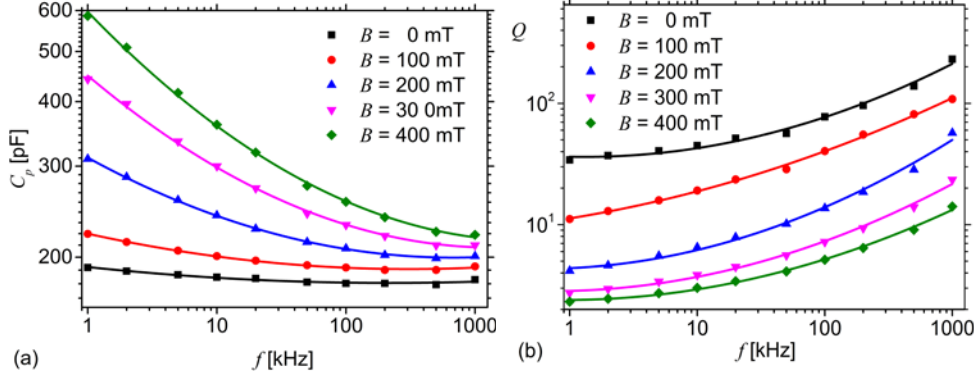 600
500
400
300
200
C_p [pF]
B = 0 mT
B = 100 mT
B = 200 mT
B = 30 0mT
B = 400 mT
1 10 100 1000
f [kHz]
(a)
Q
10^2
10^1
B = 0 mT
B = 100 mT
B = 200 mT
B = 300 mT
B = 400 mT
1 10 100 1000
f [kHz]
(b)